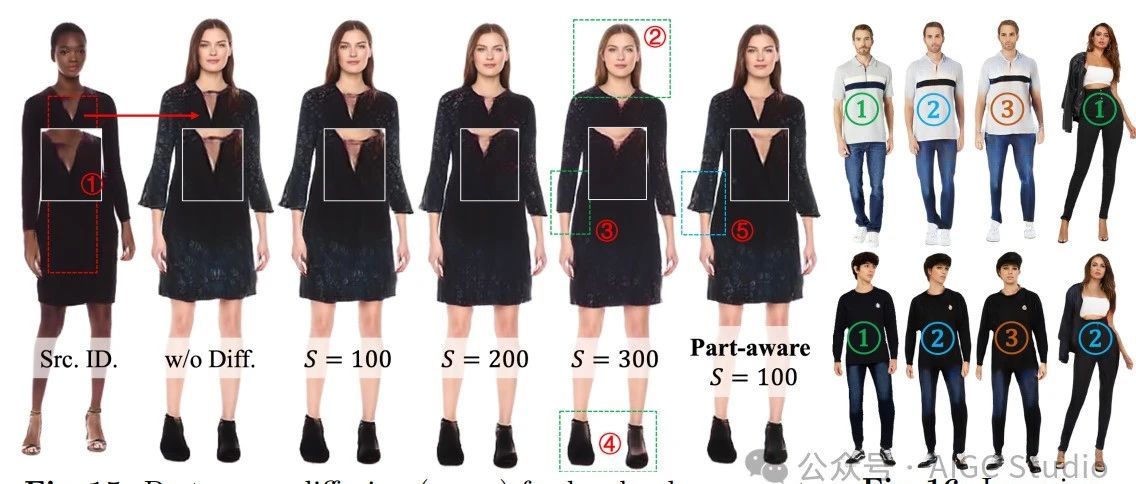 ②
① ② ③ ①
①
③ ⑤
Src. ID. w/o Diff. S = 100 S = 200 S = 300 Part-aware
S = 100
① ② ③ ②
④
公众号 · AIGC Studio